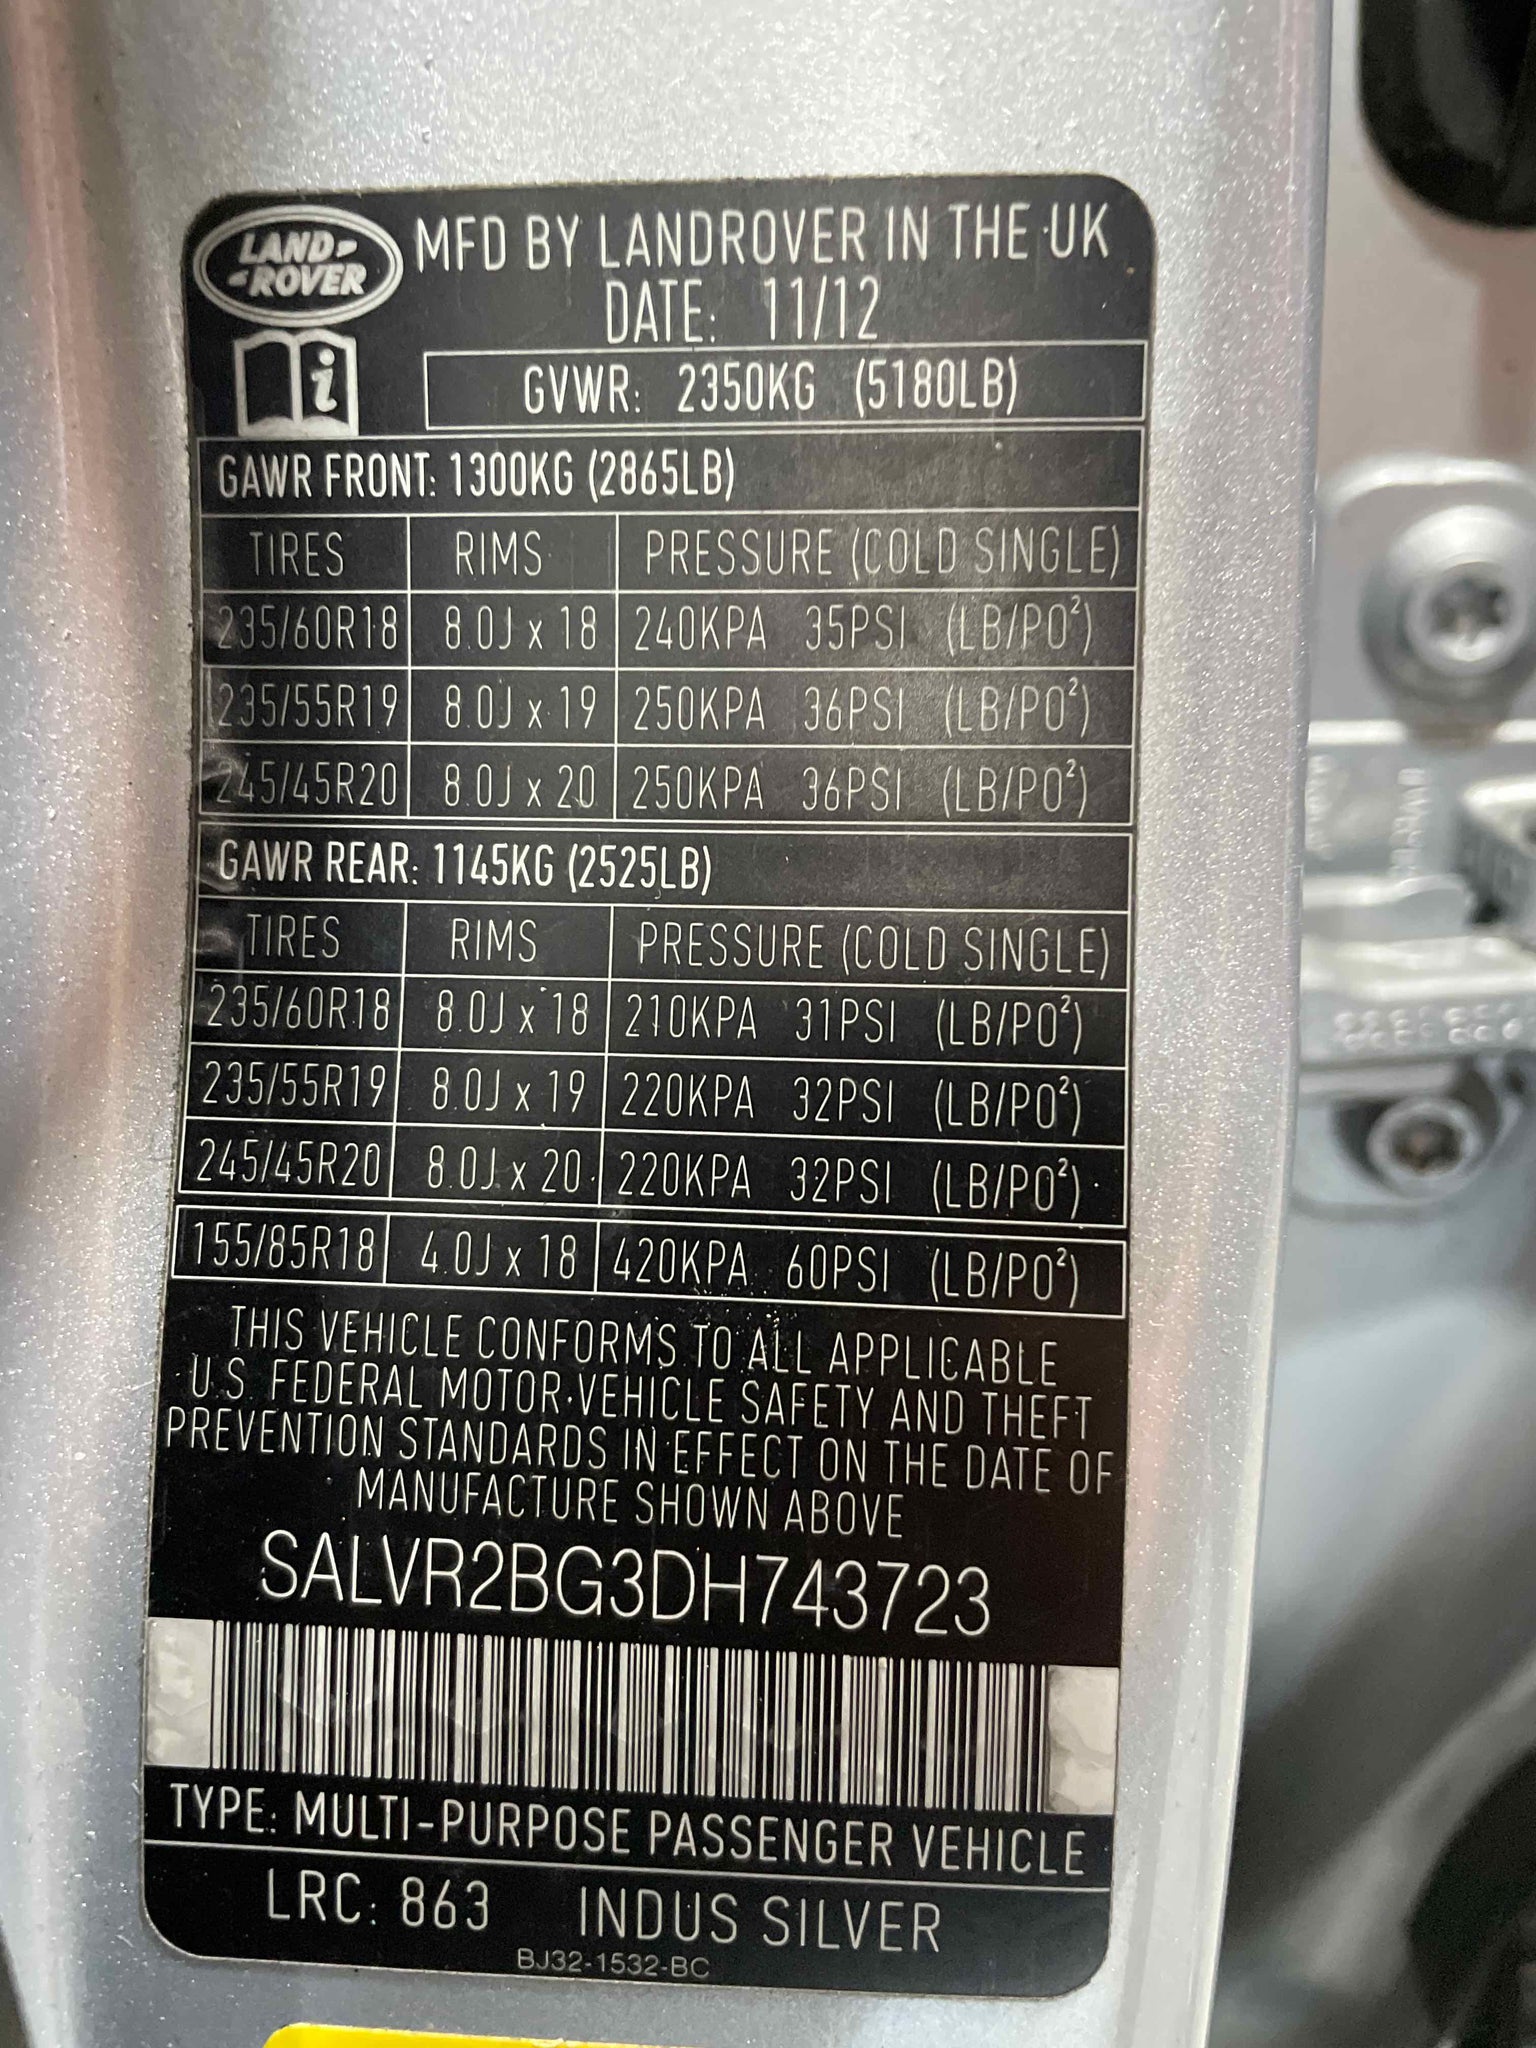 LAND
ROVER
MFD BY LANDROVER IN THE UK
DATE: 11/12
GVWR: 2350KG (5180LB)
GAWR FRONT: 1300KG (2865LB)
TIRES RIMS PRESSURE (COLD SINGLE)
235/60R18 8.0J x 18 240KPA 35PSI (LB/PO²)
235/55R19 8.0J x 19 250KPA 36PSI (LB/PO²)
245/45R20 8.0J x 20 250KPA 36PSI (LB/PO²)
GAWR REAR: 1145KG (2525LB)
TIRES RIMS PRESSURE (COLD SINGLE)
235/60R18 8.0J x 18 210KPA 31PSI (LB/PO²)
235/55R19 8.0J x 19 220KPA 32PSI (LB/PO²)
245/45R20 8.0J x 20 220KPA 32PSI (LB/PO²)
155/85R18 4.0J x 18 420KPA 60PSI (LB/PO²)
THIS VEHICLE CONFORMS TO ALL APPLICABLE
U.S. FEDERAL MOTOR VEHICLE SAFETY AND THEFT
PREVENTION STANDARDS IN EFFECT ON THE DATE OF
MANUFACTURE SHOWN ABOVE
SALVR2BG3DH743723
TYPE: MULTI-PURPOSE PASSENGER VEHICLE
LRC: 863 INDUS SILVER
BJ32-1532-BC